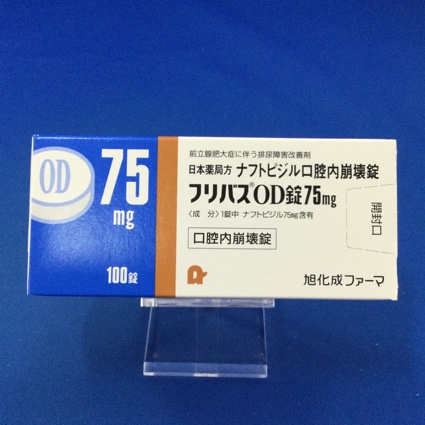 OD
75
mg
100錠
前立腺肥大症に伴う排尿障害改善剤
日本薬局方 ナフトピジル口腔内崩壊錠
フリバス®OD錠75mg
〈成 分〉1錠中 ナフトピジル75mg含有
口腔内崩壊錠
開封口
旭化成ファーマ